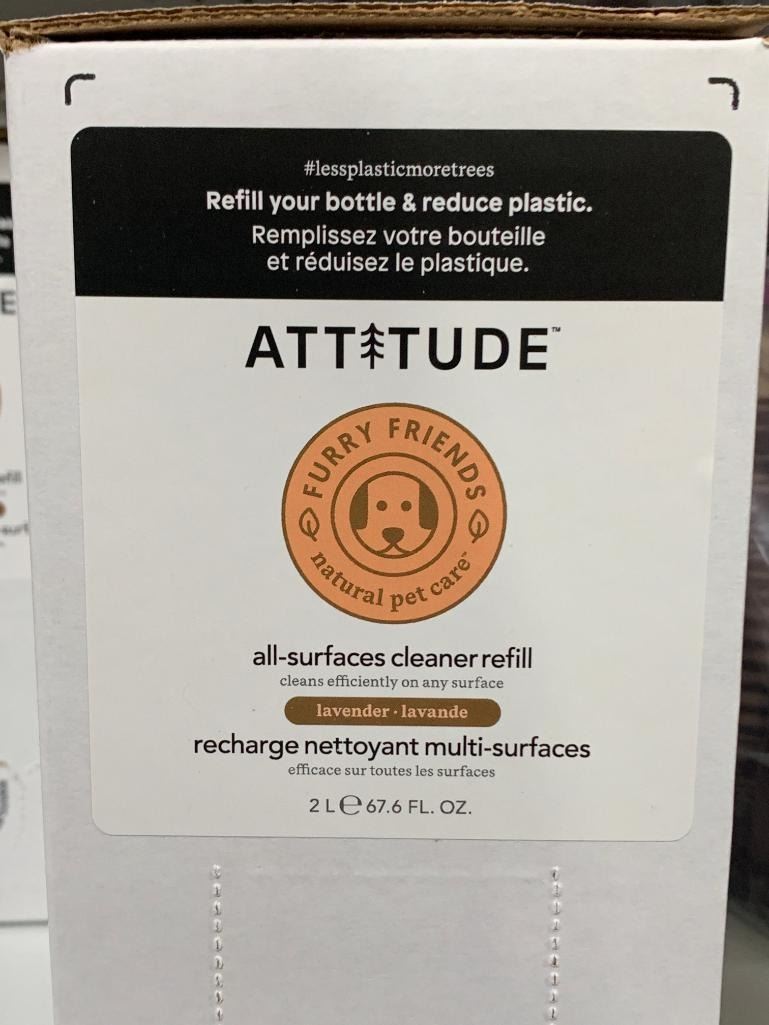 #lessplasticmoretrees
Refill your bottle & reduce plastic.
Remplissez votre bouteille
et réduisez le plastique.
ATTITUDE™
FURRY FRIENDS
natural pet care™
all-surfaces cleaner refill
cleans efficiently on any surface
lavender · lavande
recharge nettoyant multi-surfaces
efficace sur toutes les surfaces
2 L ℮ 67.6 FL. OZ.